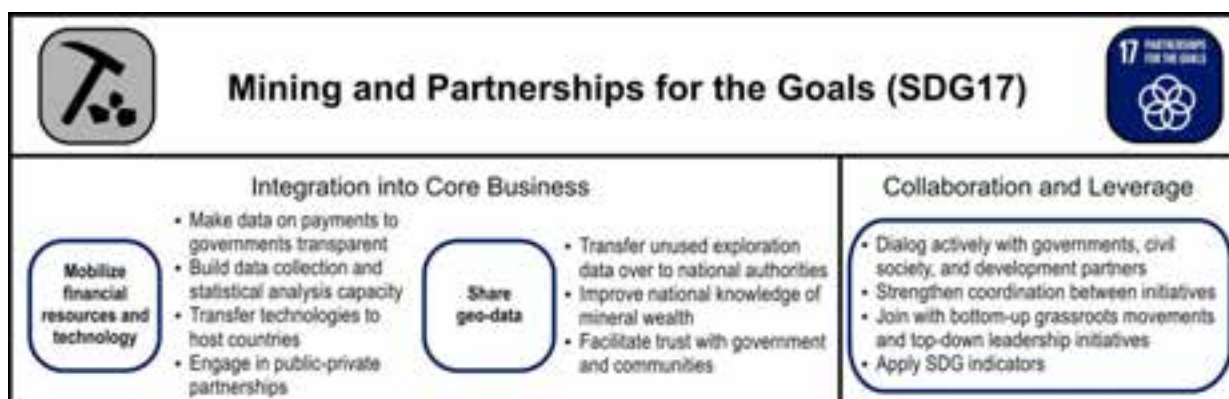 Mining and Partnerships for the Goals (SDG17)
17 PARTNERSHIPS
FOR THE GOALS
Integration into Core Business
Mobilize
financial
resources and
technology
• Make data on payments to
governments transparent
• Build data collection and
statistical analysis capacity
• Transfer technologies to
host countries
• Engage in public-private
partnerships
Share
geo-data
• Transfer unused exploration
data over to national authorities
• Improve national knowledge of
mineral wealth
• Facilitate trust with government
and communities
Collaboration and Leverage
• Dialog actively with governments, civil
society, and development partners
• Strengthen coordination between initiatives
• Join with bottom-up grassroots movements
and top-down leadership initiatives
• Apply SDG indicators